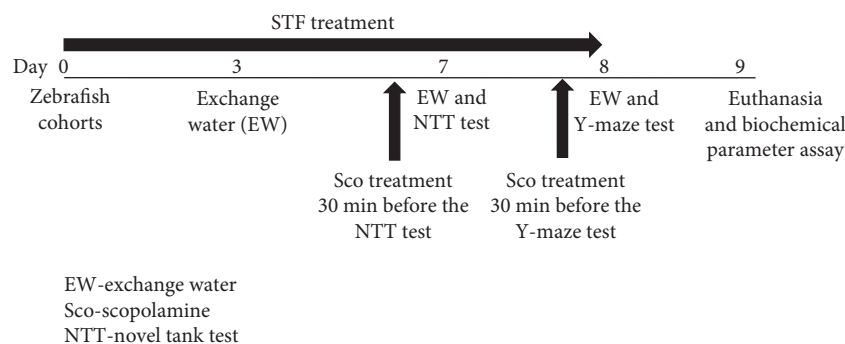 STF treatment
Day 0 3 7 8 9
Zebrafish
cohorts
Exchange
water (EW)
EW and
NTT test
EW and
Y-maze test
Euthanasia
and biochemical
parameter assay
Sco treatment
30 min before the
NTT test
Sco treatment
30 min before the
Y-maze test
EW-exchange water
Sco-scopolamine
NTT-novel tank test